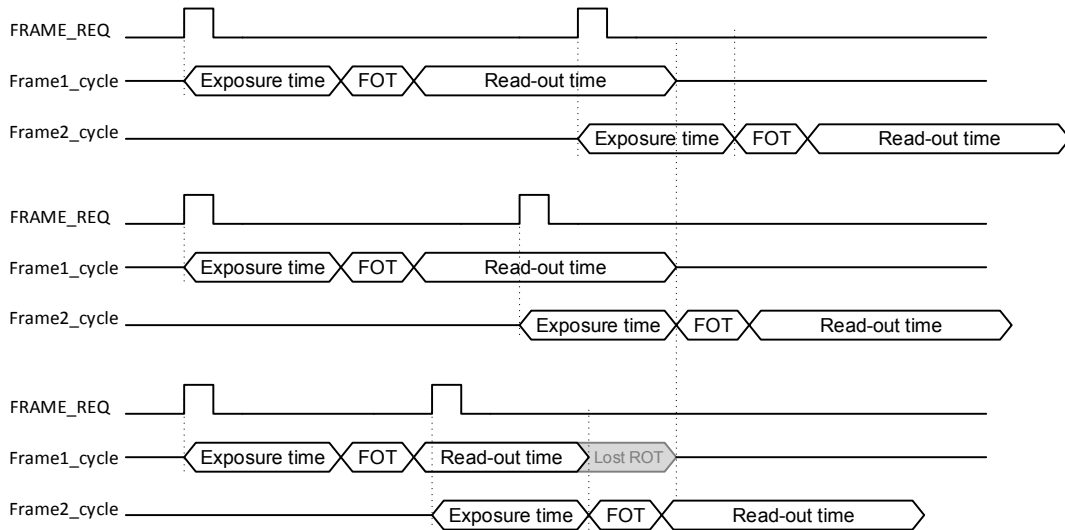 FRAME_REQ
Frame1_cycle Exposure time FOT Read-out time
Frame2_cycle Exposure time FOT Read-out time
FRAME_REQ
Frame1_cycle Exposure time FOT Read-out time
Frame2_cycle Exposure time FOT Read-out time
FRAME_REQ
Frame1_cycle Exposure time FOT Read-out time Lost ROT
Frame2_cycle Exposure time FOT Read-out time